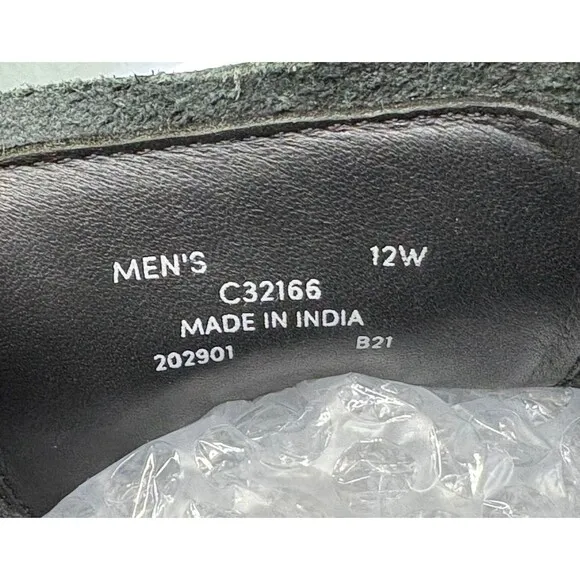 MEN'S 12W
C32166
MADE IN INDIA
202901 B21